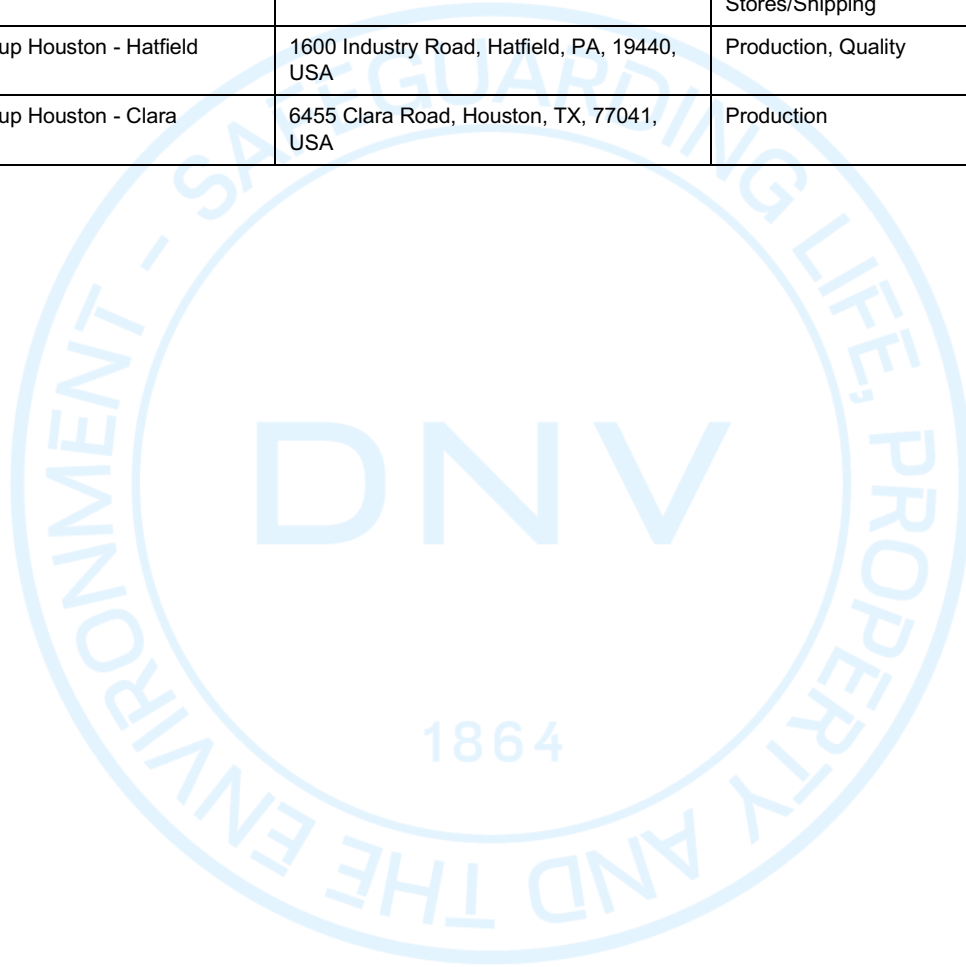 Stores/Shipping
up Houston - Hatfield
1600 Industry Road, Hatfield, PA, 19440,
USA
Production, Quality
up Houston - Clara
6455 Clara Road, Houston, TX, 77041,
USA
Production
SAFEGUARDING LIFE, PROPERTY AND THE ENVIRONMENT -
DNV
1864